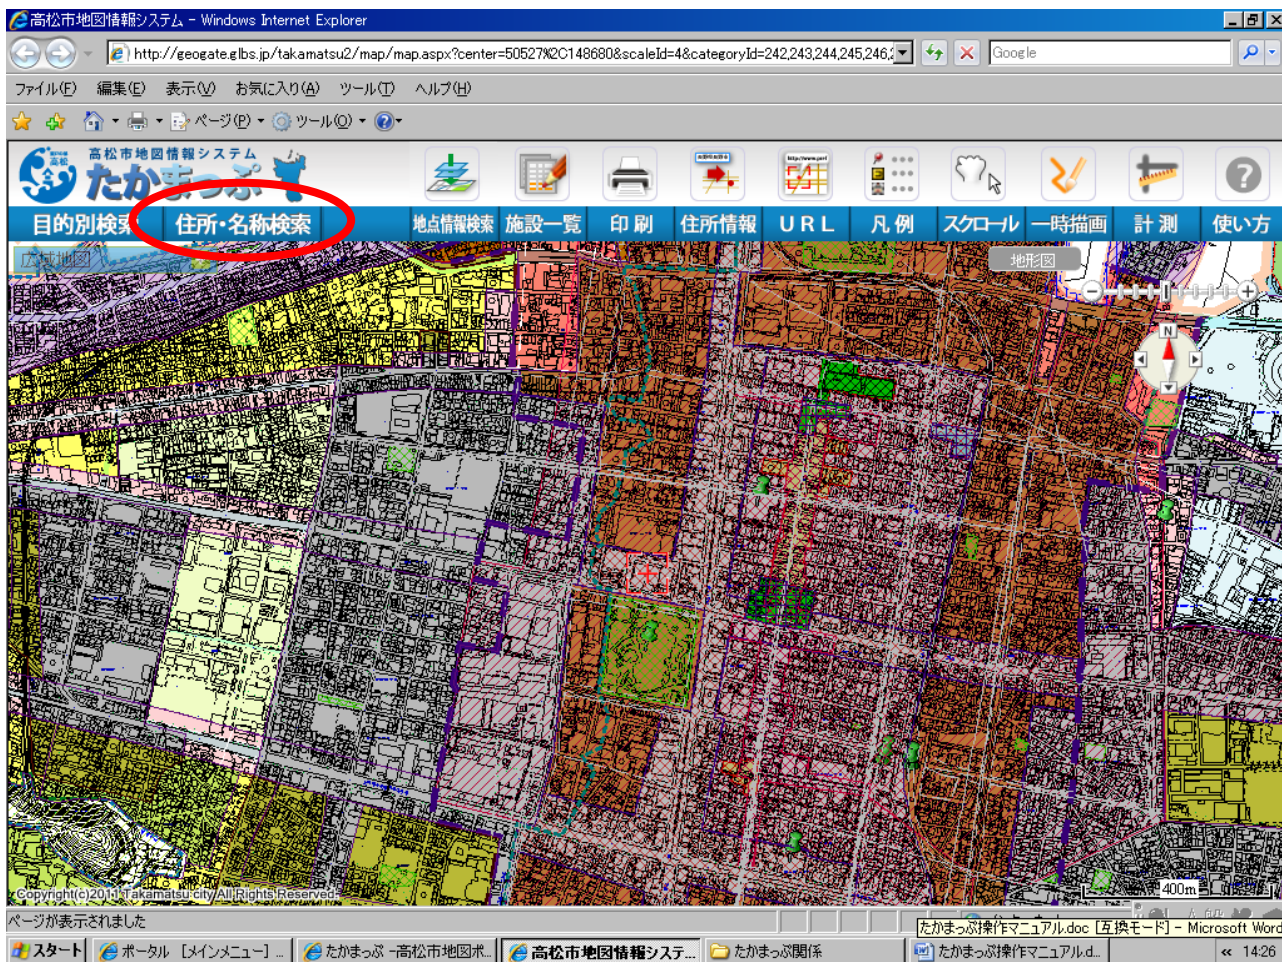 高松市地図情報システム - Windows Internet Explorer
http://geogate.glbs.jp/takamatsu2/map/map.aspx?center=50527%2C148680&scaleId=4&categoryId=242,243,244,245,246,2
Google
ファイル(F) 編集(E) 表示(V) お気に入り(A) ツール(T) ヘルプ(H)
ページ(P) ツール(O)
高松市地図情報システム
たかまっぷ
目的別検索 住所・名称検索 地点情報検索 施設一覧 印刷 住所情報 URL 凡例 スクロール 一時描画 計測 使い方
広域地図
地形図
N
Copyright(c)2011 Takamatsu city All Rights Reserved.
400m
ページが表示されました
たかまっぷ操作マニュアル.doc [互換モード] - Microsoft Word
スタート ポータル [メインメニュー] ... たかまっぷ -高松市地図ポ... 高松市地図情報システ... たかまっぷ関係 たかまっぷ操作マニュアル.d... 14:26